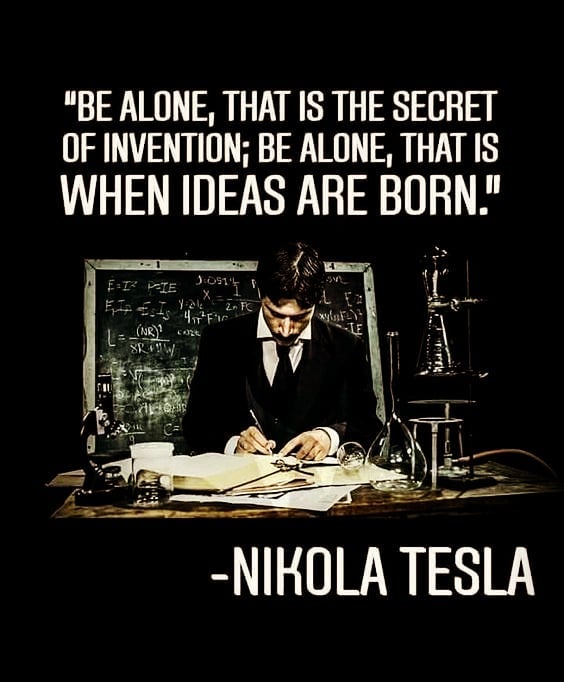 "BE ALONE, THAT IS THE SECRET
OF INVENTION; BE ALONE, THAT IS
WHEN IDEAS ARE BORN."
-NIKOLA TESLA